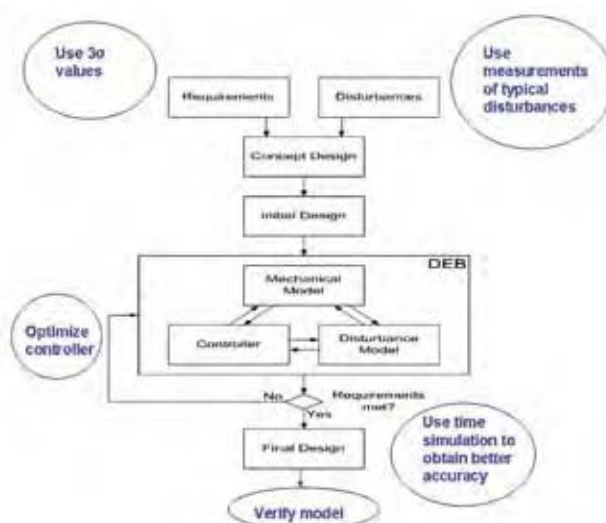 Use 3σ
values
Use
measurements
of typical
disturbances
Requirements
Disturbances
Concept Design
Initial Design
DEB
Mechanical
Model
Controller
Disturbance
Model
Optimize
controller
No
Requirements
met?
Yes
Final Design
Use time
simulation to
obtain better
accuracy
Verify model